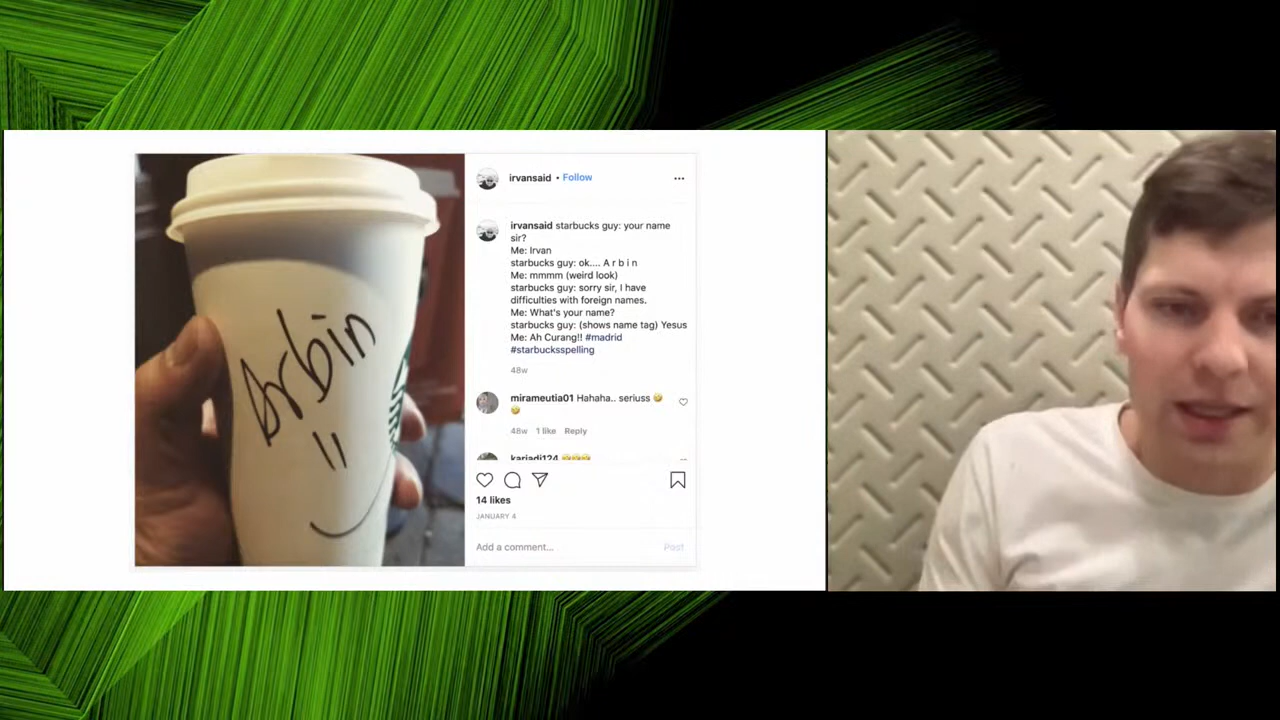 Arbin
irvansaid • Follow
irvansaid starbucks guy: your name
sir?
Me: Irvan
starbucks guy: ok.... A r b i n
Me: mmmm (weird look)
starbucks guy: sorry sir, I have
difficulties with foreign names.
Me: What's your name?
starbucks guy: (shows name tag) Yesus
Me: Ah Curang!! #madrid
#starbucksspelling
48w
mirameutia01 Hahaha.. seriuss 🤣
🤣
48w 1 like Reply
kariadi124 🤣🤣🤣
14 likes
JANUARY 4
Add a comment... Post